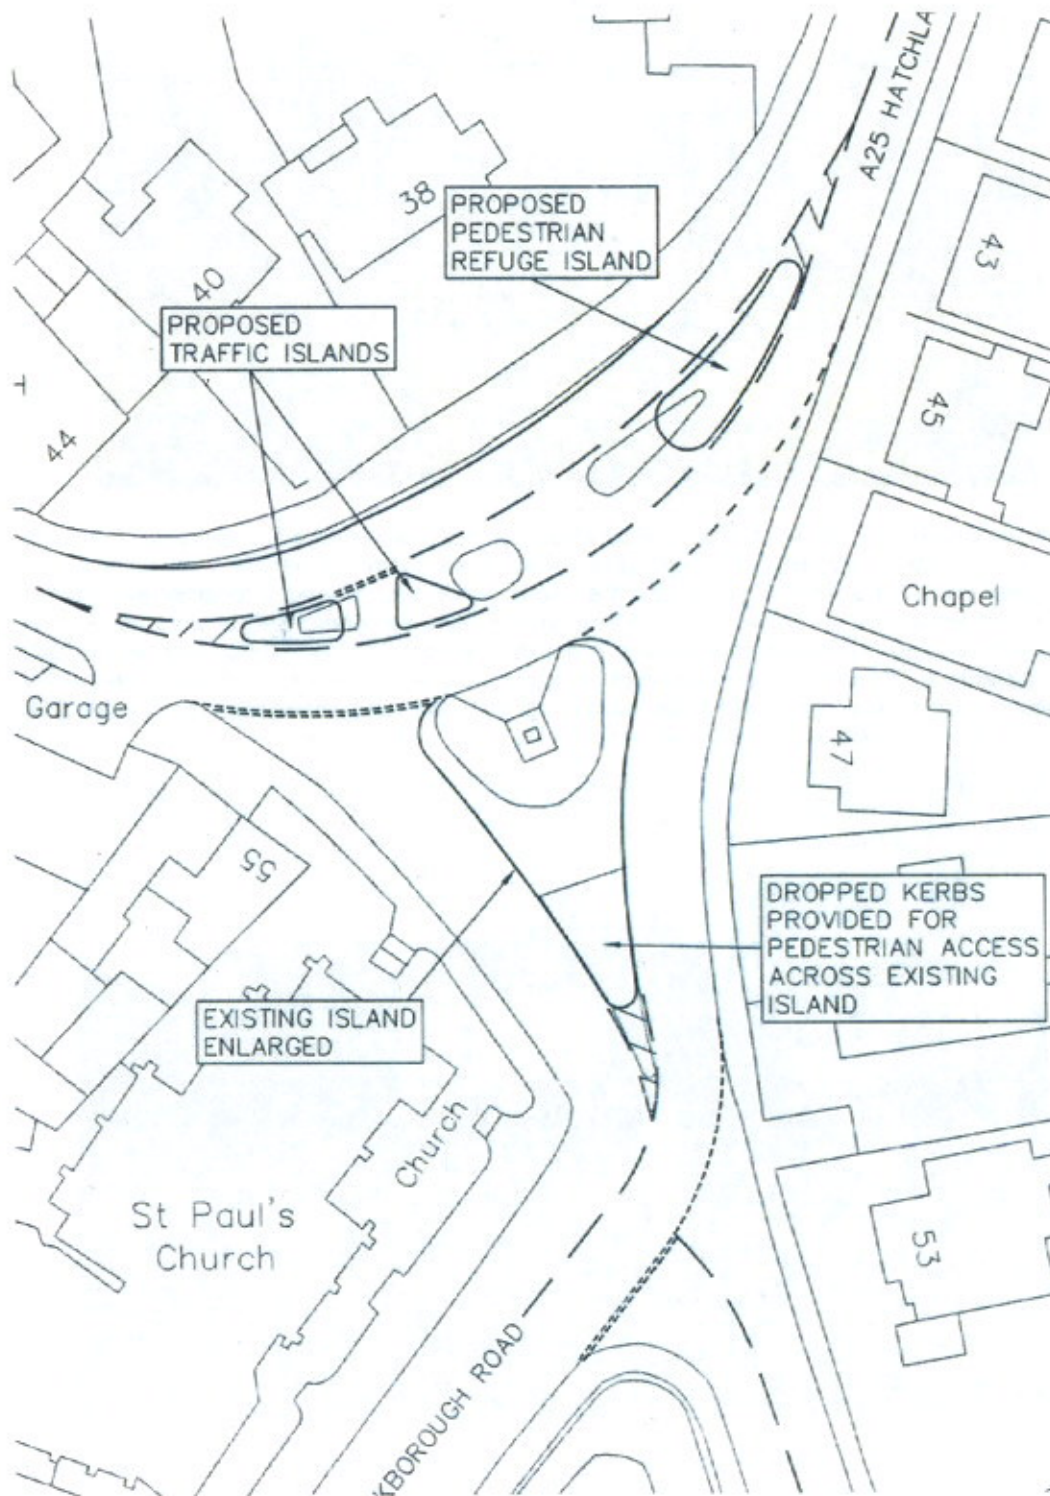 A25 HATCHLA
38
PROPOSED
PEDESTRIAN
REFUGE ISLAND
43
40
PROPOSED
TRAFFIC ISLANDS
T
45
44
Chapel
Garage
47
55
DROPPED KERBS
PROVIDED FOR
PEDESTRIAN ACCESS
ACROSS EXISTING
ISLAND
EXISTING ISLAND
ENLARGED
Church
St Paul's
Church
53
KBOROUGH ROAD